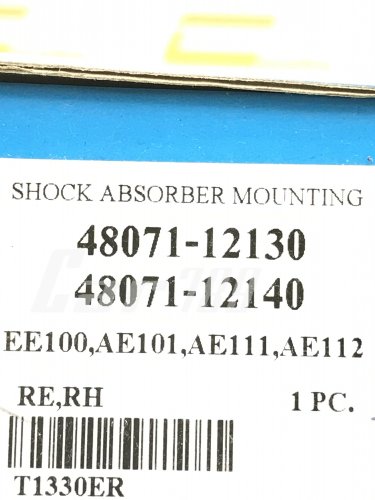 SHOCK ABSORBER MOUNTING
48071-12130
48071-12140
EE100,AE101,AE111,AE112
RE,RH 1 PC.
T1330ER